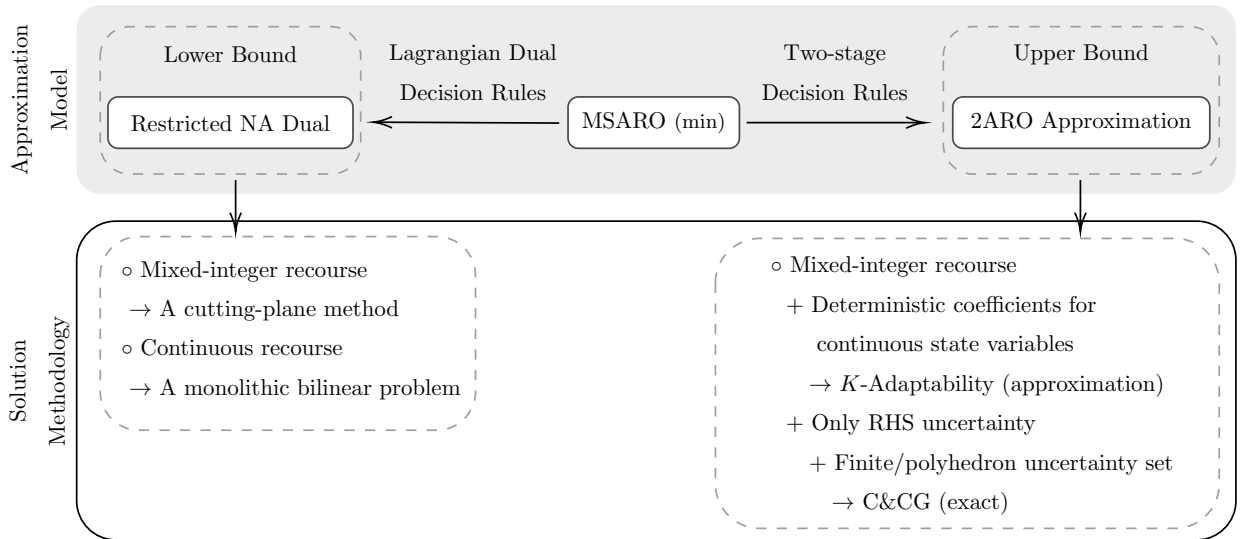 Approximation
Model
Lower Bound
Restricted NA Dual
Lagrangian Dual
Decision Rules
MSARO (min)
Two-stage
Decision Rules
Upper Bound
2ARO Approximation
Solution
Methodology
○ Mixed-integer recourse
→ A cutting-plane method
○ Continuous recourse
→ A monolithic bilinear problem
○ Mixed-integer recourse
+ Deterministic coefficients for
continuous state variables
→ K-Adaptability (approximation)
+ Only RHS uncertainty
+ Finite/polyhedron uncertainty set
→ C&CG (exact)